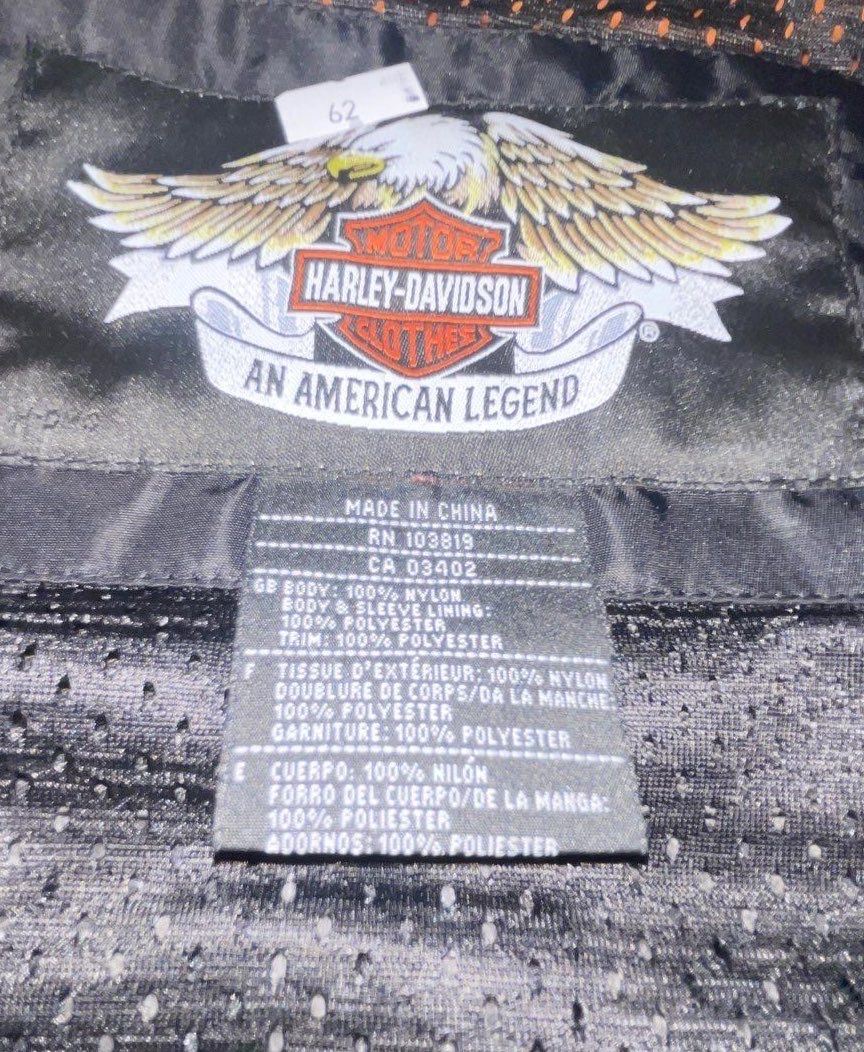 62
MOTOR
HARLEY-DAVIDSON
CLOTHES
®
AN AMERICAN LEGEND
MADE IN CHINA
RN 103819
CA 03402
GB BODY: 100% NYLON
BODY & SLEEVE LINING:
100% POLYESTER
TRIM: 100% POLYESTER
F TISSUE D'EXTÉRIEUR: 100% NYLON
DOUBLURE DE CORPS/DA LA MANCHE:
100% POLYESTER
GARNITURE: 100% POLYESTER
E CUERPO: 100% NILÓN
FORRO DEL CUERPO/DE LA MANGA:
100% POLIESTER
ADORNOS: 100% POLIESTER